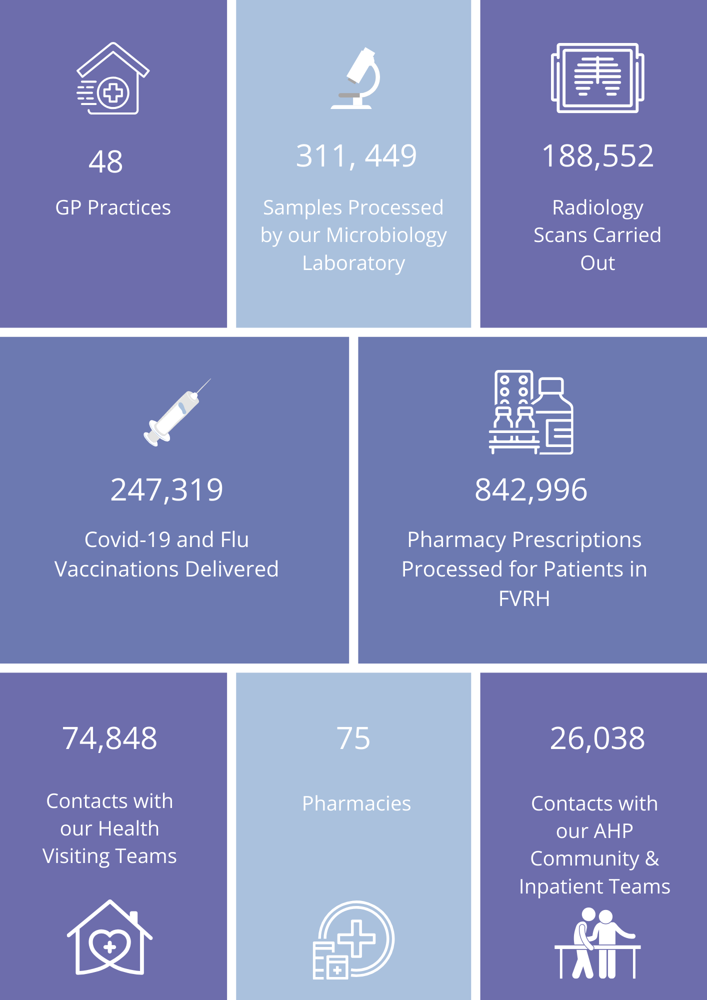 48
GP Practices
311, 449
Samples Processed
by our Microbiology
Laboratory
188,552
Radiology
Scans Carried
Out
247,319
Covid-19 and Flu
Vaccinations Delivered
842,996
Pharmacy Prescriptions
Processed for Patients in
FVRH
74,848
Contacts with
our Health
Visiting Teams
75
Pharmacies
26,038
Contacts with
our AHP
Community &
Inpatient Teams